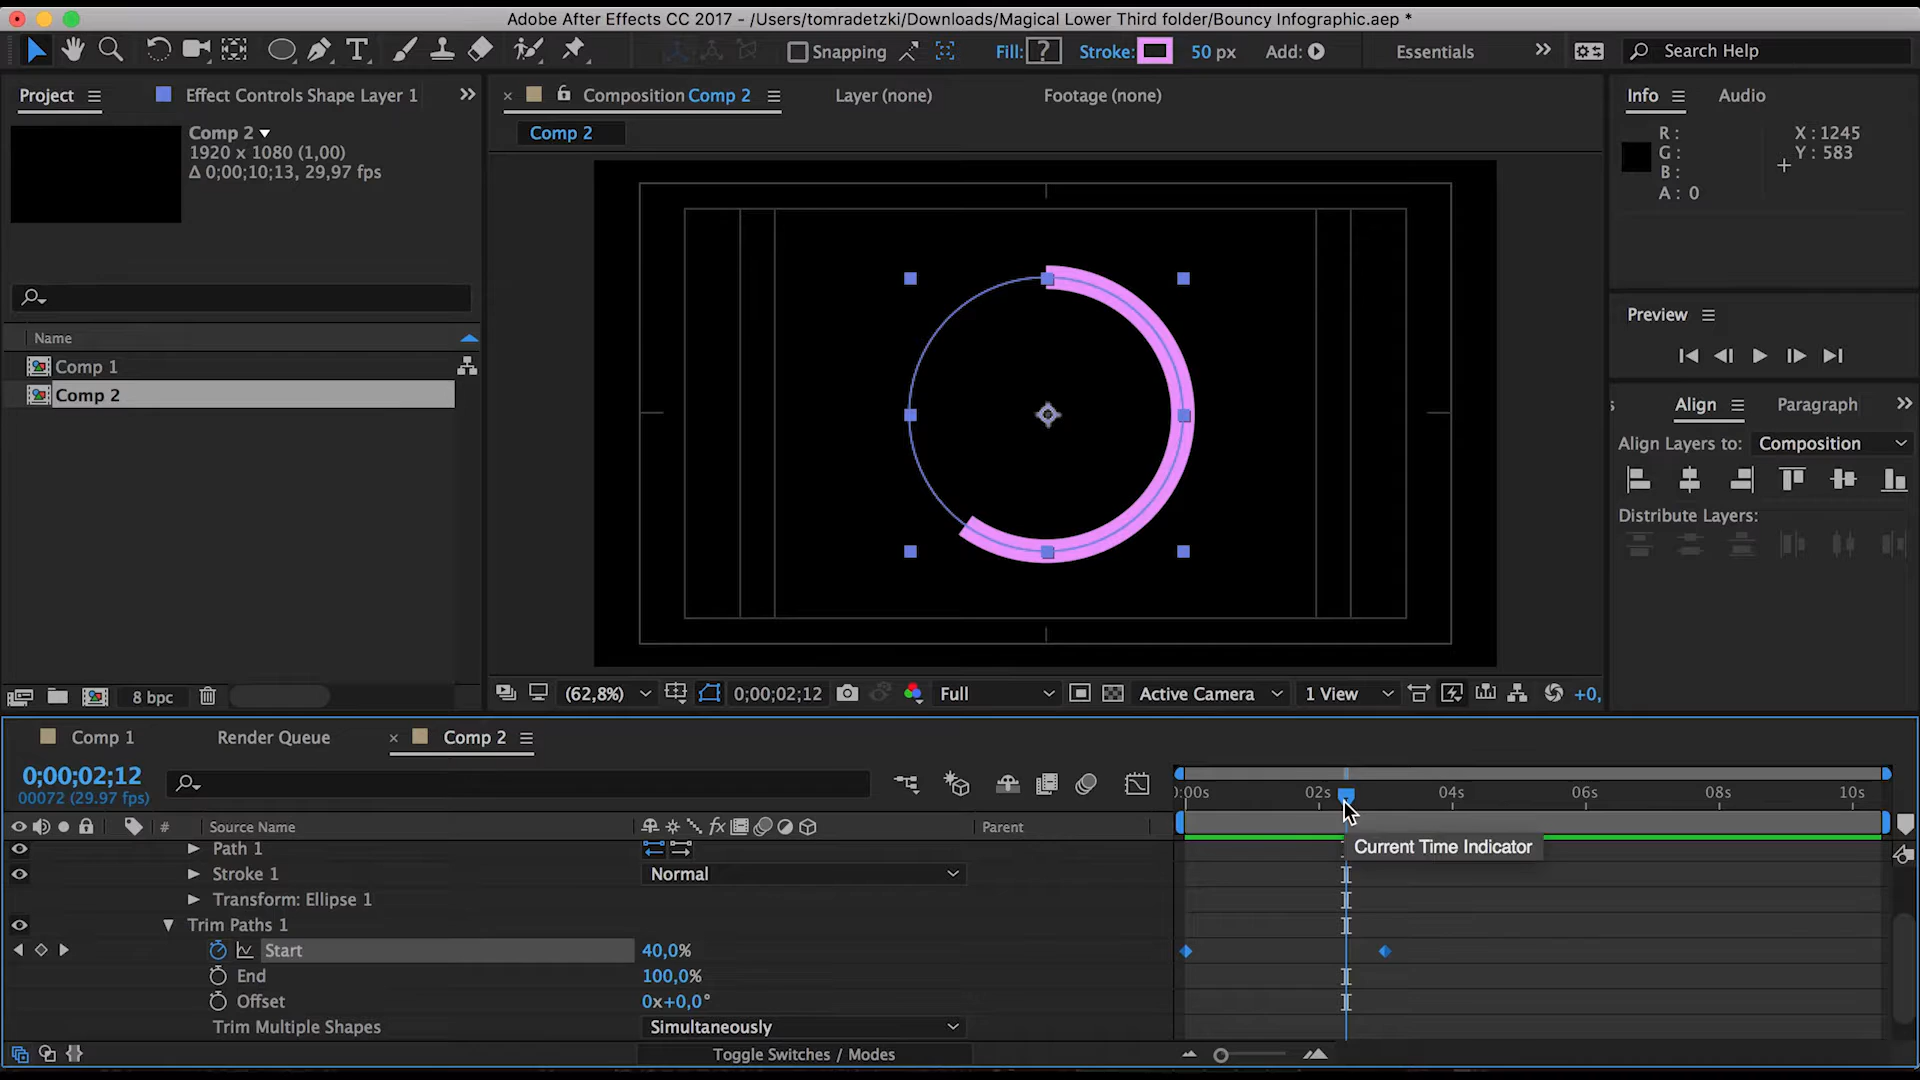 Adobe After Effects CC 2017 - /Users/tomradetzki/Downloads/Magical Lower Third folder/Bouncy Infographic.aep *
Snapping
Fill: ?
Stroke:
50 px
Add:
Essentials
Search Help
Project
Effect Controls Shape Layer 1
Composition Comp 2
Layer (none)
Footage (none)
Info
Audio
Comp 2
1920 x 1080 (1,00)
Δ 0;00;10;13, 29,97 fps
Comp 2
R :
G :
B :
A : 0
X : 1245
Y : 583
Name
Comp 1
Comp 2
Preview
s
Align
Paragraph
Align Layers to: Composition
Distribute Layers:
8 bpc
(62,8%)
0;00;02;12
Full
Active Camera
1 View
+0,
Comp 1
Render Queue
Comp 2
0;00;02;12
00072 (29.97 fps)
):00s
02s
04s
06s
08s
10s
#
Source Name
fx
Parent
Current Time Indicator
Path 1
Stroke 1
Normal
Transform: Ellipse 1
Trim Paths 1
Start
40,0%
End
100,0%
Offset
0x+0,0°
Trim Multiple Shapes
Simultaneously
Toggle Switches / Modes